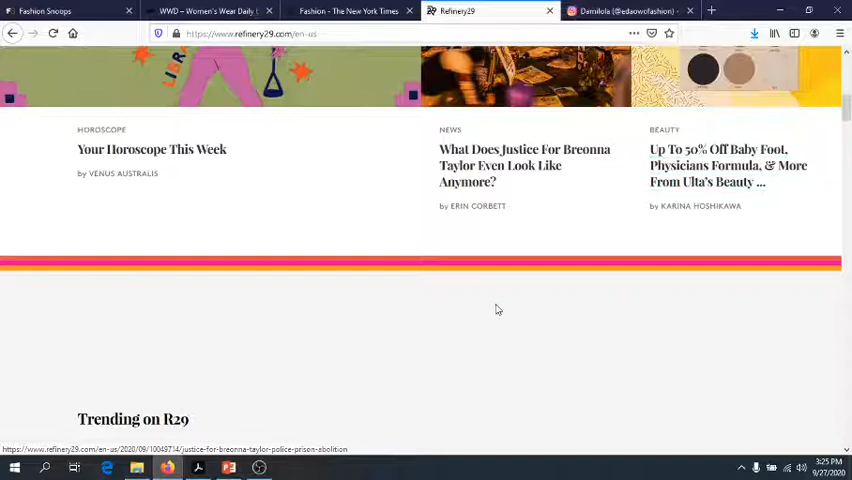 Fashion Snoops
WWD – Women's Wear Daily b
Fashion - The New York Times
Refinery29
Damilola (@edaowofashion) •
https://www.refinery29.com/en-us
LIBR
HOROSCOPE
Your Horoscope This Week
by VENUS AUSTRALIS
NEWS
What Does Justice For Breonna
Taylor Even Look Like
Anymore?
by ERIN CORBETT
BEAUTY
Up To 50% Off Baby Foot,
Physicians Formula, & More
From Ulta's Beauty ...
by KARINA HOSHIKAWA
Trending on R29
https://www.refinery29.com/en-us/2020/09/10049714/justice-for-breonna-taylor-police-prison-abolition
3:25 PM
9/27/2020